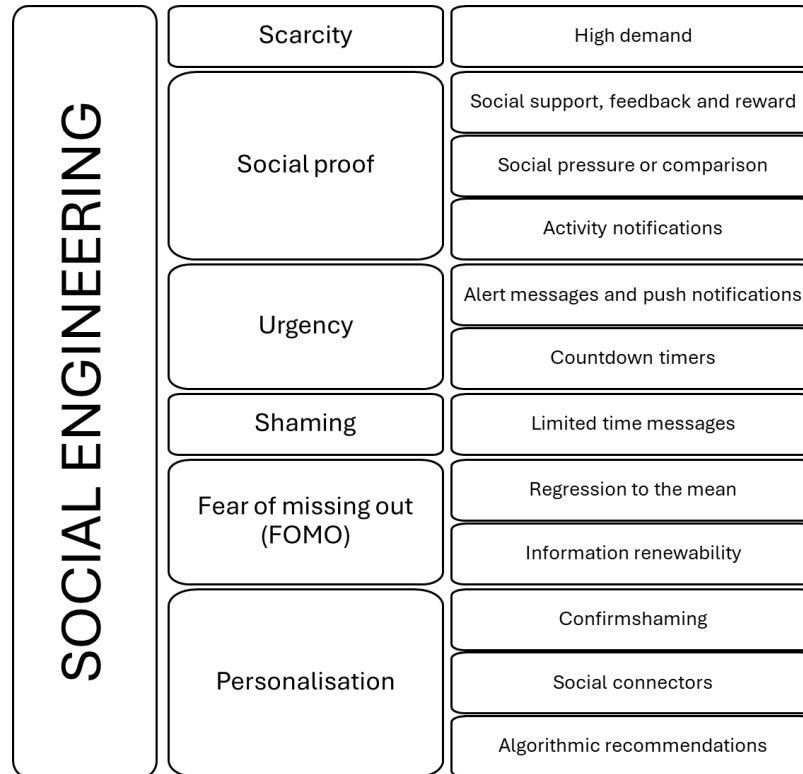 SOCIAL ENGINEERING
Scarcity
High demand
Social proof
Social support, feedback and reward
Social pressure or comparison
Activity notifications
Urgency
Alert messages and push notifications
Countdown timers
Shaming
Limited time messages
Fear of missing out
(FOMO)
Regression to the mean
Information renewability
Personalisation
Confirmshaming
Social connectors
Algorithmic recommendations